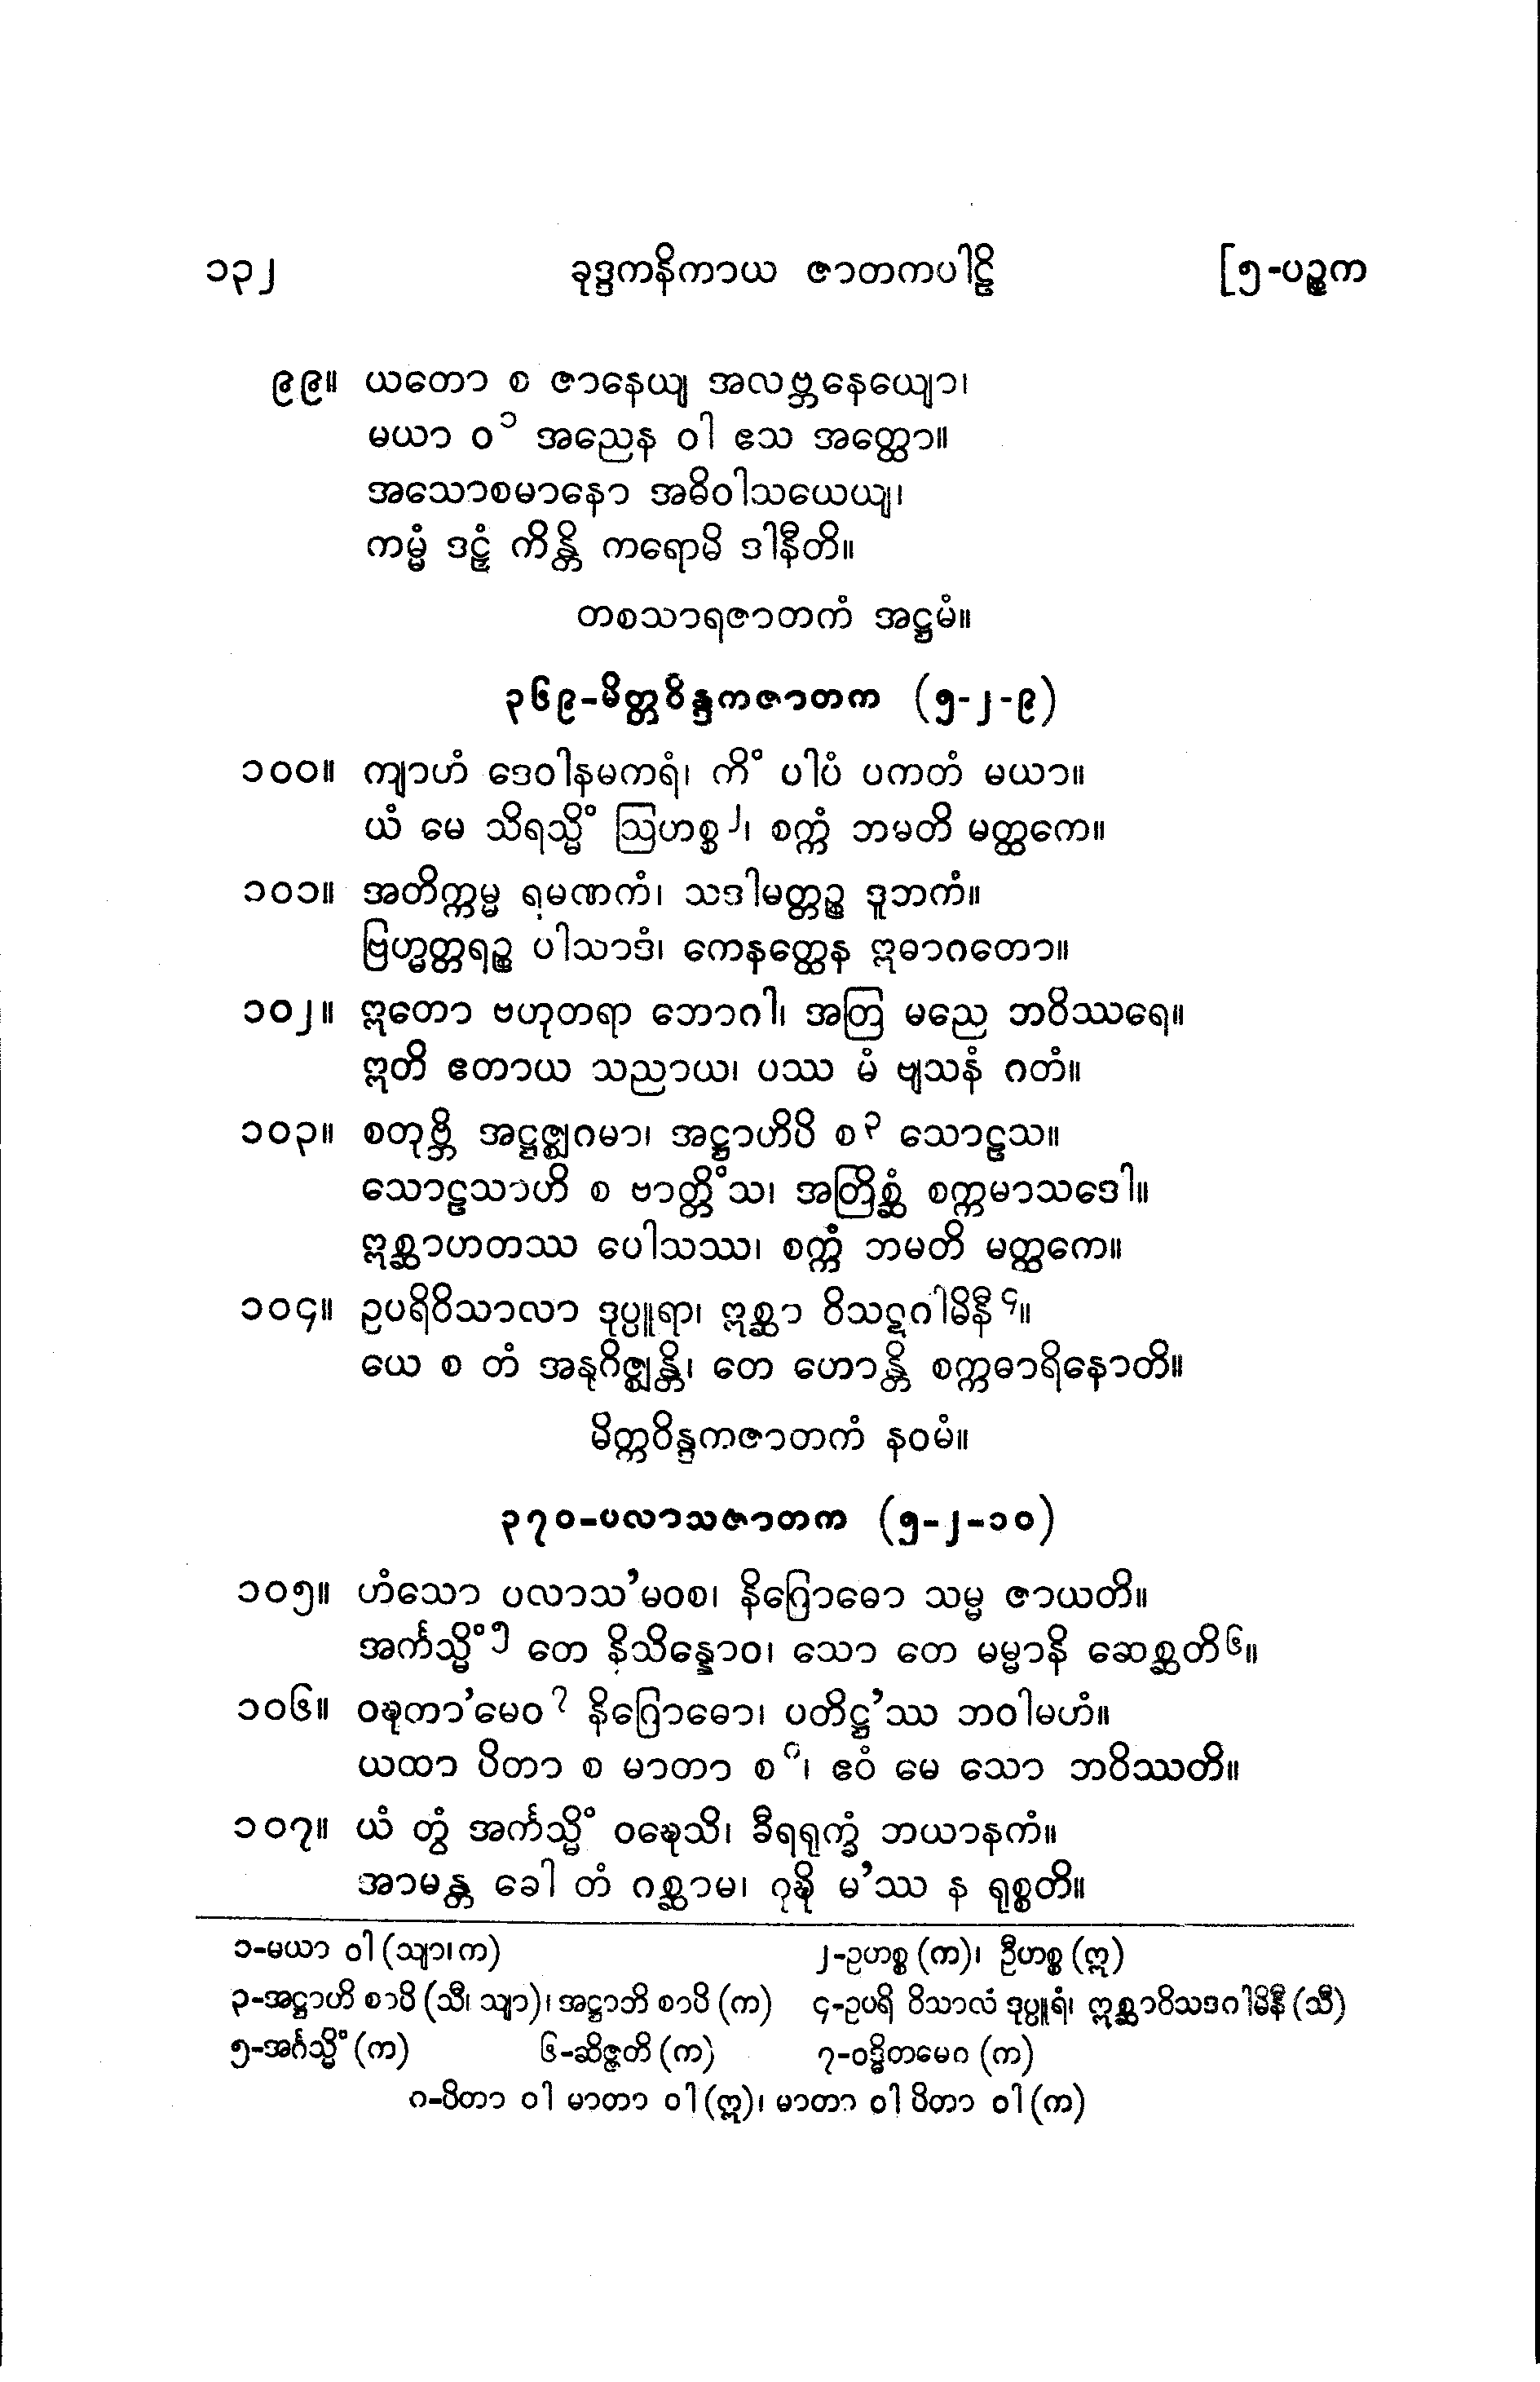 ၁၃၂ ခုဒ္ဒကနိကာယ ဇာတကပါဠိ [၅-ပဉ္စက
၉၉။ ယတော စ ဇာနေယျ အလဗ္ဘနေယျော၊
မယာ ဝ ၁ အညေန ဝါ ဧသ အတ္ထော။
အသောစမာနော အဓိဝါသယေယျ၊
ကမ္မံ ဒဠှံ ကိန္တိ ကရောမိ ဒါနီတိ။
တစသာရဇာတကံ အဋ္ဌမံ။
၃၆၉-မိတ္တဝိန္ဒကဇာတက (၅-၂-၉)
၁၀၀။ ကျာဟံ ဒေဝါနမကရံ၊ ကိံ ပါပံ ပကတံ မယာ။
ယံ မေ သိရသ္မိံ ဩဟစ္စ ၂၊ စက္ကံ ဘမတိ မတ္ထကေ။
၁၀၁။ အတိက္ကမ္မ ရမဏကံ၊ သဒါမတ္တဉ္စ ဒူဘကံ။
ဗြဟ္မတ္တရဉ္စ ပါသာဒံ၊ ကေနတ္ထေန ဣဓာဂတော။
၁၀၂။ ဣတော ဗဟုတရာ ဘောဂါ၊ အတြ မညေ ဘဝိဿရေ။
ဣတိ ဧတာယ သညာယ၊ ပဿ မံ ဗျသနံ ဂတံ။
၁၀၃။ စတုဗ္ဘိ အဋ္ဌဇ္ဈဂမာ၊ အဋ္ဌာဟိပိ စ ၃ သောဠသ။
သောဠသာဟိ စ ဗာတ္တိံသ၊ အတြိစ္ဆံ စက္ကမာသဒေါ။
ဣစ္ဆာဟတဿ ပေါသဿ၊ စက္ကံ ဘမတိ မတ္ထကေ။
၁၀၄။ ဥပရိဝိသာလာ ဒုပ္ပူရာ၊ ဣစ္ဆာ ဝိသဋဂါမိနီ ၄။
ယေ စ တံ အနုဂိဇ္ဈန္တိ၊ တေ ဟောန္တိ စက္ကဓာရိနောတိ။
မိတ္တဝိန္ဒကဇာတကံ နဝမံ။
၃၇၀-ပလာသဇာတက (၅-၂-၁၀)
၁၀၅။ ဟံသော ပလာသ’မဝစ၊ နိဂြောဓော သမ္မ ဇာယတိ။
အင်္ကသ္မိံ ၅ တေ နိသိန္နောဝ၊ သော တေ မမ္မာနိ ဆေစ္ဆတိ ၆။
၁၀၆။ ဝဍ္ဎတာ’မေဝ ၇ နိဂြောဓော၊ ပတိဋ္ဌ’ဿ ဘဝါမဟံ။
ယထာ ပိတာ စ မာတာ စ ၈၊ ဧဝံ မေ သော ဘဝိဿတိ။
၁၀၇။ ယံ တွံ အင်္ကသ္မိံ ဝဍ္ဎေသိ၊ ခီရရုက္ခံ ဘယာနကံ။
အာမန္တ ခေါ တံ ဂစ္ဆာမ၊ ဝုဍ္ဎိ မ’ဿ န ရုစ္စတိ။
၁-မယာ ဝါ (သျာ၊ က) ၂-ဥဟစ္စ (က)၊ ဦဟစ္စ (ဣ)
၃-အဋ္ဌာဟိ စာပိ (သီ၊ သျာ)၊ အဋ္ဌာဘိ စာပိ (က) ၄-ဥပရိ ဝိသာလံ ဒုပ္ပူရံ၊ ဣစ္ဆာဝိသဒဂါမိနီ (သီ)
၅-အင်္ဂသ္မိံ (က) ၆-ဆိဇ္ဇတိ (က) ၇-ဝဒ္ဓိတမေဝ (က)
၈-ပိတာ ဝါ မာတာ ဝါ (ဣ)၊ မာတာ ဝါ ပိတာ ဝါ (က)